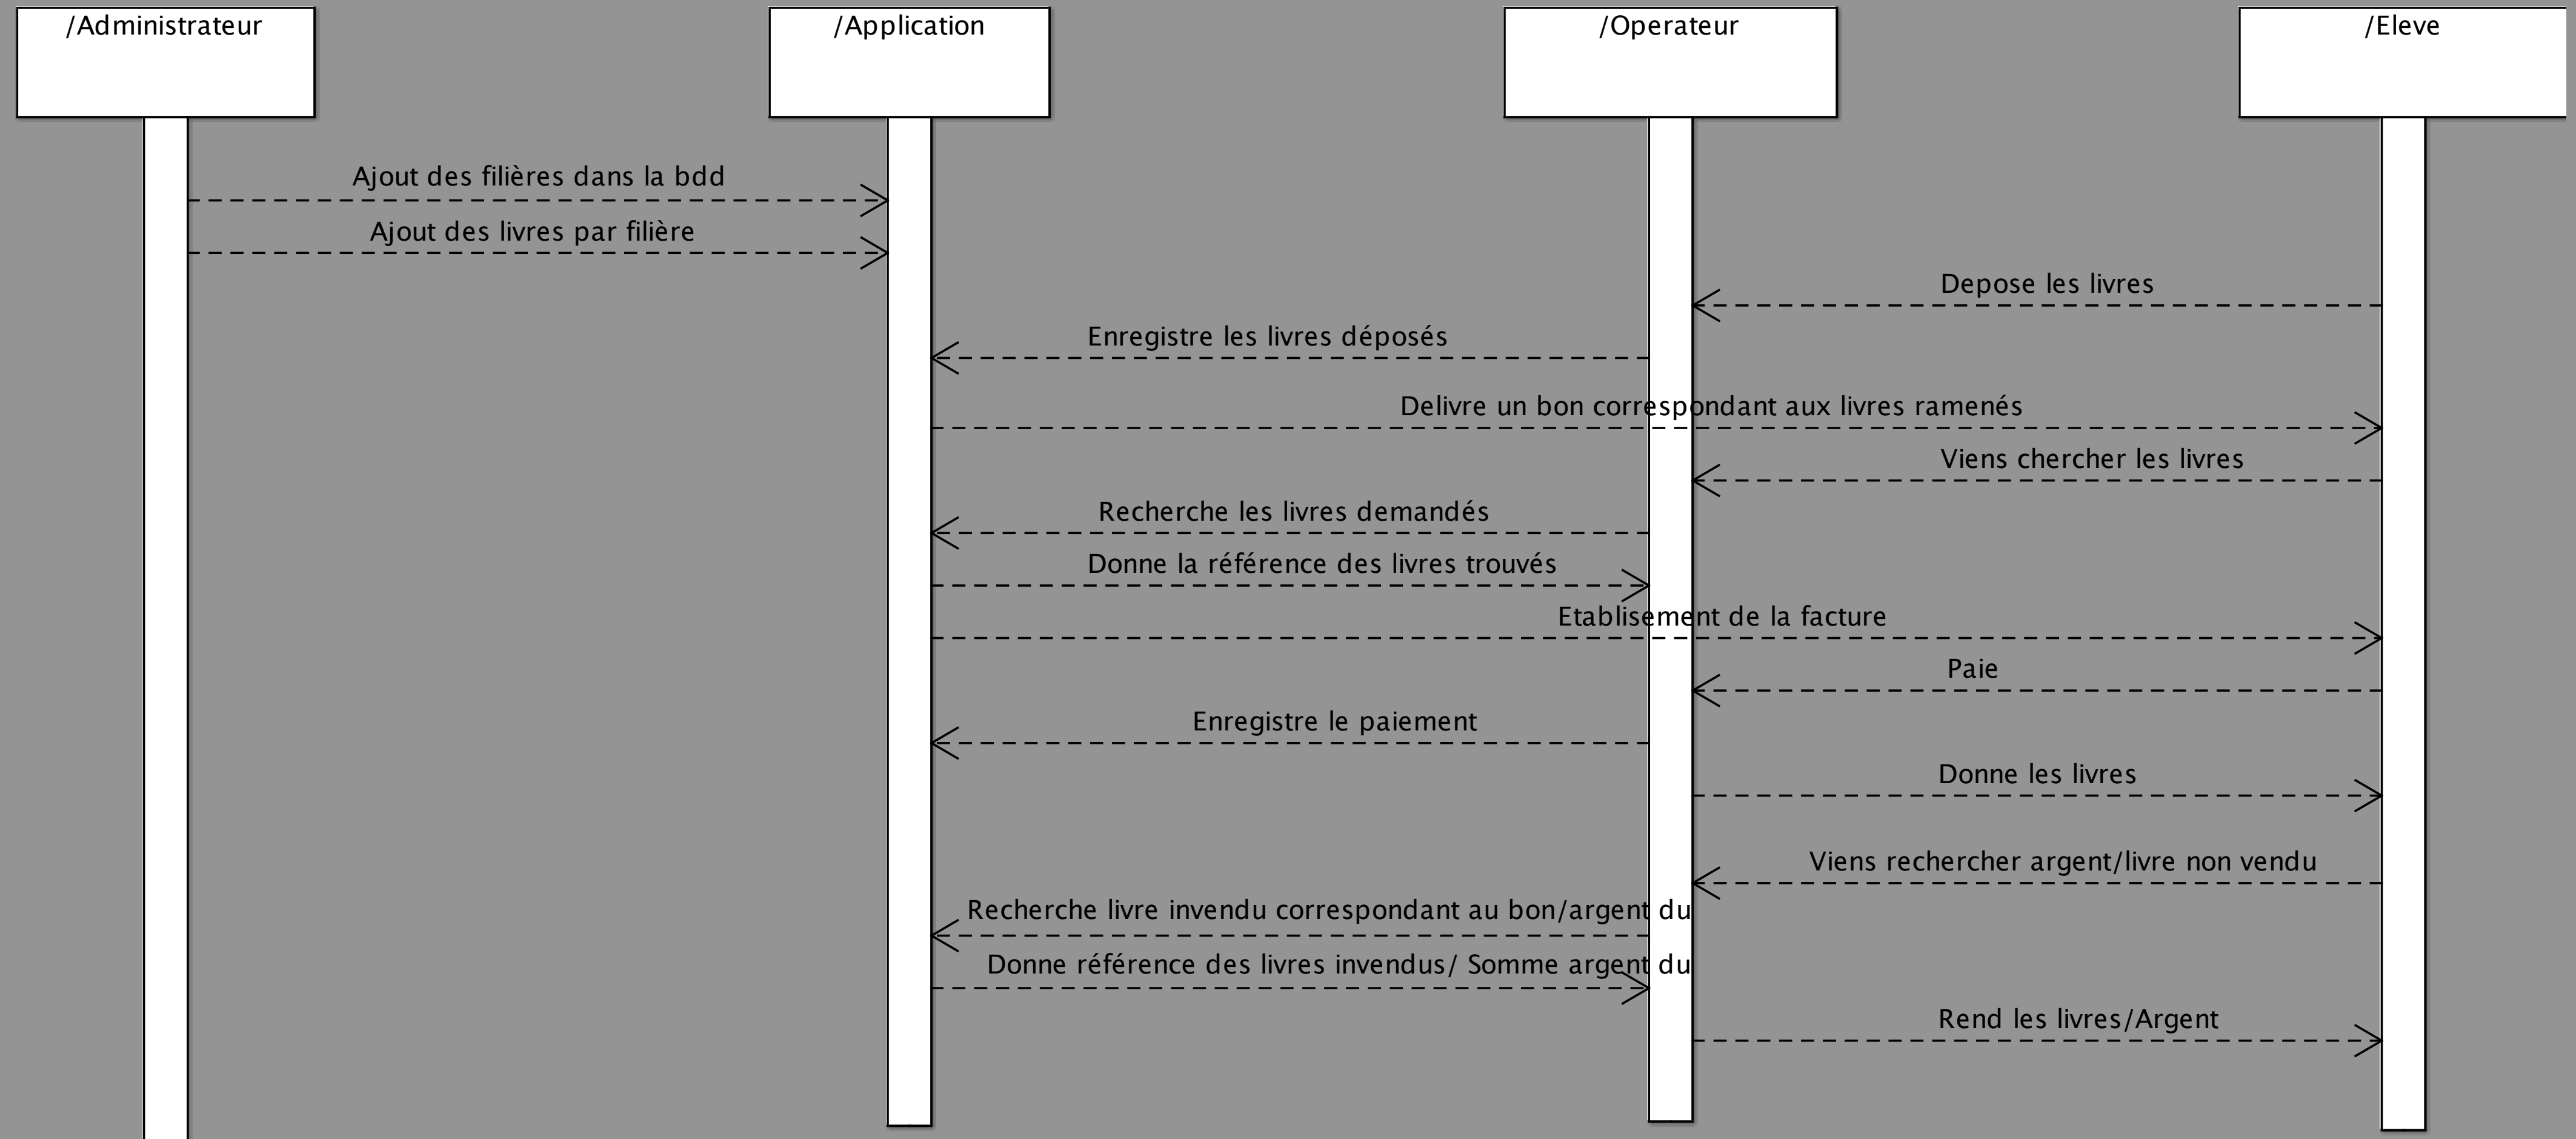 /Administrateur
/Application
/Operateur
/Eleve
Ajout des filières dans la bdd
Ajout des livres par filière
Depose les livres
Enregistre les livres déposés
Delivre un bon correspondant aux livres ramenés
Viens chercher les livres
Recherche les livres demandés
Donne la référence des livres trouvés
Etablisement de la facture
Paie
Enregistre le paiement
Donne les livres
Viens rechercher argent/livre non vendu
Recherche livre invendu correspondant au bon/argent du
Donne référence des livres invendus/ Somme argent du
Rend les livres/Argent